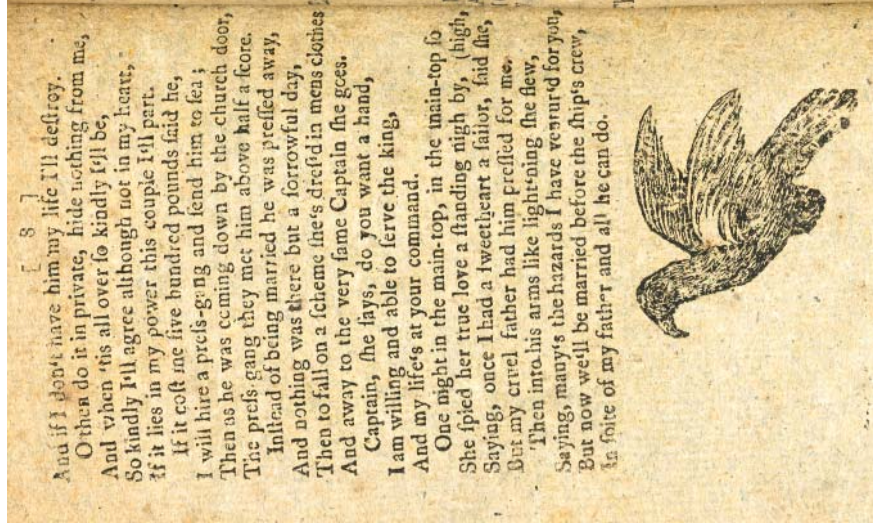 [ 8 ]
And if I don't have him my life I'll deſtroy.
O then do it in private, hide nothing from me,
And when 'tis all over ſo kindly I'll be,
So kindly I'll agree although not in my heart,
If it lies in my power this couple I'll part.
If it coſt me five hundred pounds ſaid he,
I will hire a preſs-gang and ſend him to ſea;
Then as he was coming down by the church door,
The preſs-gang they met him above half a ſcore.
Inſtead of being married he was preſſed away,
And nothing was there but a ſorrowful day,
Then to fall on a ſcheme ſhe's dreſs'd in mens clothes
And away to the very ſame Captain ſhe goes.
Captain, ſhe ſays, do you want a hand,
I am willing and able to ſerve the king,
And my life's at your command.
One night in the main-top, in the main-top ſo
She ſpied her true love a ſtanding nigh by, (high,
Saying, once I had a ſweetheart a ſailor, ſaid ſhe,
But my cruel father had him preſſed for me.
Then into his arms like light'ning ſhe flew,
Saying, many's the hazards I have ventur'd for you,
But now we'll be married before the ſhip's crew,
In ſpite of my father and all he can do.